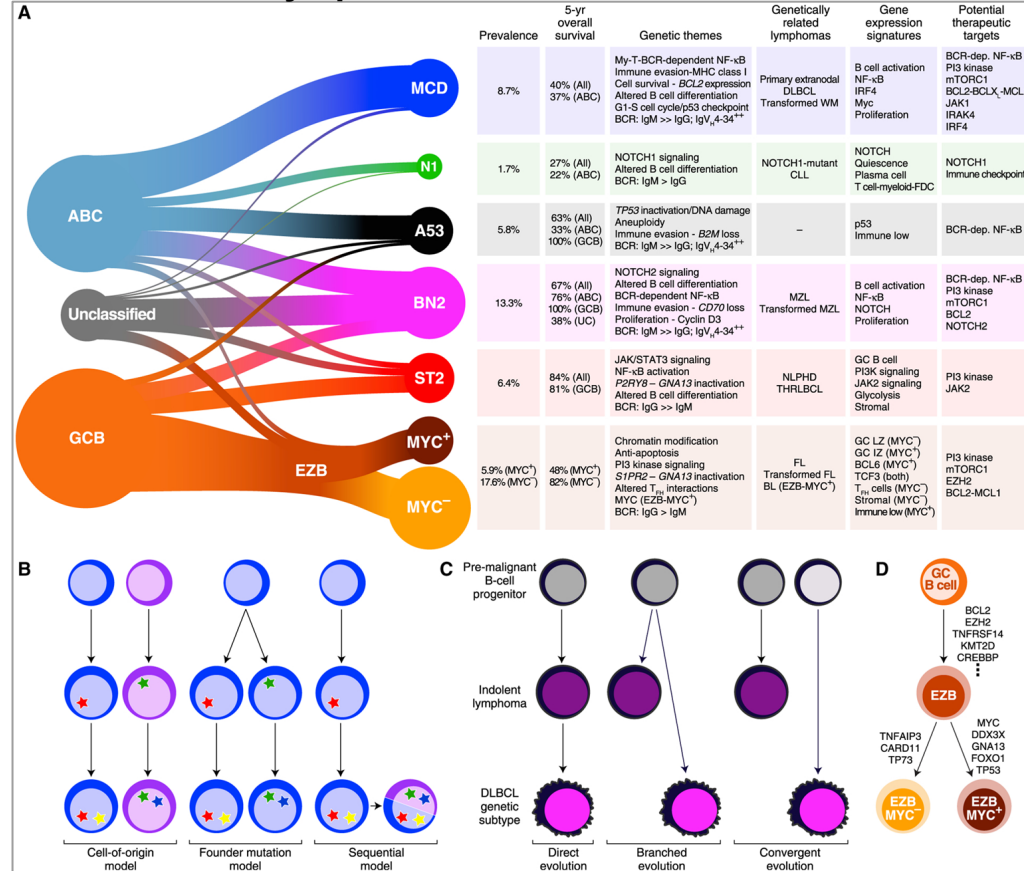 A
Prevalence
5-yr
overall
survival
Genetic themes
Genetically
related
lymphomas
Gene
expression
signatures
Potential
therapeutic
targets
ABC
Unclassified
GCB
EZB
MCD
8.7%
40% (All)
37% (ABC)
My-T-BCR-dependent NF-κB
Immune evasion-MHC class I
Cell survival - BCL2 expression
Altered B cell differentiation
G1-S cell cycle/p53 checkpoint
BCR: IgM >> IgG; IgVH4-34++
Primary extranodal
DLBCL
Transformed WM
B cell activation
NF-κB
IRF4
Myc
Proliferation
BCR-dep. NF-κB
PI3 kinase
mTORC1
BCL2-BCLXL-MCL
JAK1
IRAK4
IRF4
N1
1.7%
27% (All)
22% (ABC)
NOTCH1 signaling
Altered B cell differentiation
BCR: IgM > IgG
NOTCH1-mutant
CLL
NOTCH
Quiescence
Plasma cell
T cell-myeloid-FDC
NOTCH1
Immune checkpoint
A53
5.8%
63% (All)
33% (ABC)
100% (GCB)
TP53 inactivation/DNA damage
Aneuploidy
Immune evasion - B2M loss
BCR: IgM >> IgG; IgVH4-34++
–
p53
Immune low
BCR-dep. NF-κB
BN2
13.3%
67% (All)
76% (ABC)
100% (GCB)
38% (UC)
NOTCH2 signaling
Altered B cell differentiation
BCR-dependent NF-κB
Immune evasion - CD70 loss
Proliferation - Cyclin D3
BCR: IgM >> IgG; IgVH4-34++
MZL
Transformed MZL
B cell activation
NF-κB
NOTCH
Proliferation
BCR-dep. NF-κB
PI3 kinase
mTORC1
BCL2
NOTCH2
ST2
6.4%
84% (All)
81% (GCB)
JAK/STAT3 signaling
NF-κB activation
P2RY8 – GNA13 inactivation
Altered B cell differentiation
BCR: IgG >> IgM
NLPHD
THRLBCL
GC B cell
PI3K signaling
JAK2 signaling
Glycolysis
Stromal
PI3 kinase
JAK2
MYC+
MYC–
5.9% (MYC+)
17.6% (MYC–)
48% (MYC+)
82% (MYC–)
Chromatin modification
Anti-apoptosis
PI3 kinase signaling
S1PR2 – GNA13 inactivation
Altered TFH interactions
MYC (EZB-MYC+)
BCR: IgG > IgM
FL
Transformed FL
BL (EZB-MYC+)
GC LZ (MYC–)
GC IZ (MYC+)
BCL6 (MYC+)
TCF3 (both)
TFH cells (MYC–)
Stromal (MYC–)
Immune low (MYC+)
PI3 kinase
mTORC1
EZH2
BCL2-MCL1
B
Cell-of-origin
model
Founder mutation
model
Sequential
model
C
Pre-malignant
B-cell
progenitor
Indolent
lymphoma
DLBCL
genetic
subtype
Direct
evolution
Branched
evolution
Convergent
evolution
D
GC
B cell
BCL2
EZH2
TNFRSF14
KMT2D
CREBBP
EZB
TNFAIP3
CARD11
TP73
MYC
DDX3X
GNA13
FOXO1
TP53
EZB
MYC–
EZB
MYC+